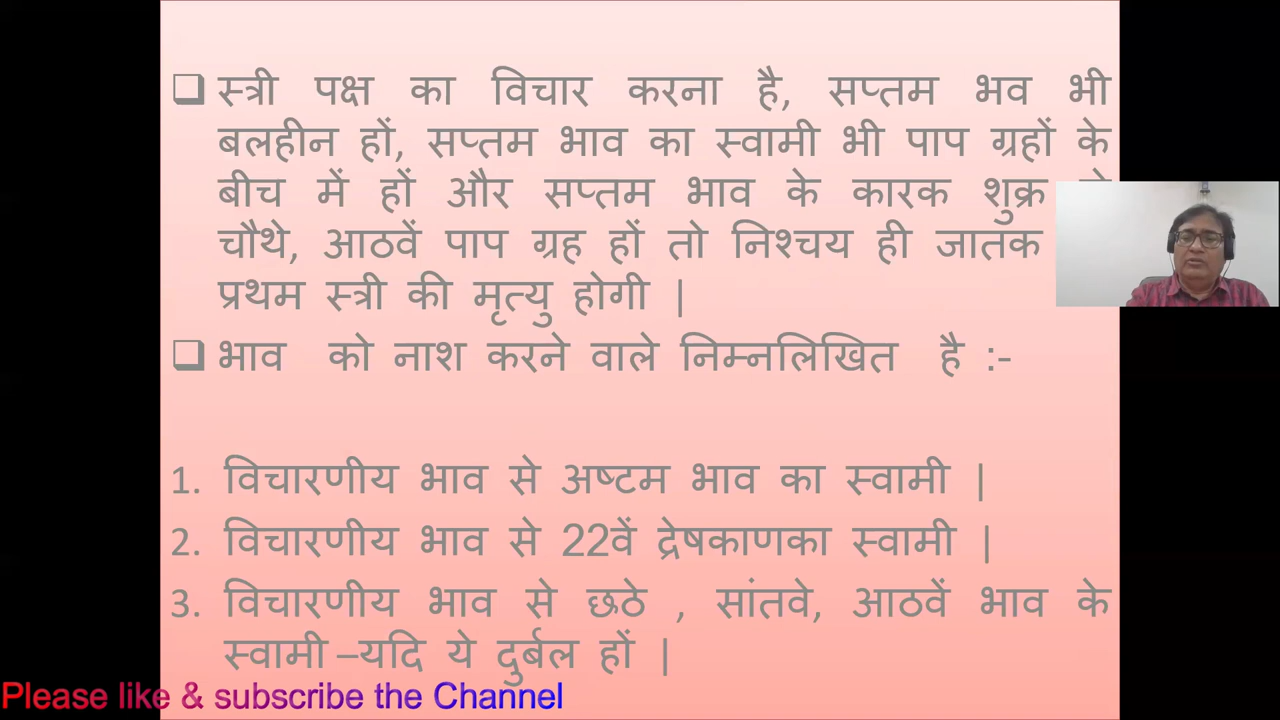 स्त्री पक्ष का विचार करना है, सप्तम भव भी
बलहीन हों, सप्तम भाव का स्वामी भी पाप ग्रहों के
बीच में हों और सप्तम भाव के कारक शुक्र
चौथे, आठवें पाप ग्रह हों तो निश्चय ही जातक
प्रथम स्त्री की मृत्यु होगी |
भाव को नाश करने वाले निम्नलिखित है :-
1. विचारणीय भाव से अष्टम भाव का स्वामी |
2. विचारणीय भाव से 22वें द्रेषकाणका स्वामी |
3. विचारणीय भाव से छठे , सांतवे, आठवें भाव के
स्वामी –यदि ये दुर्बल हों |
Please like & subscribe the Channel